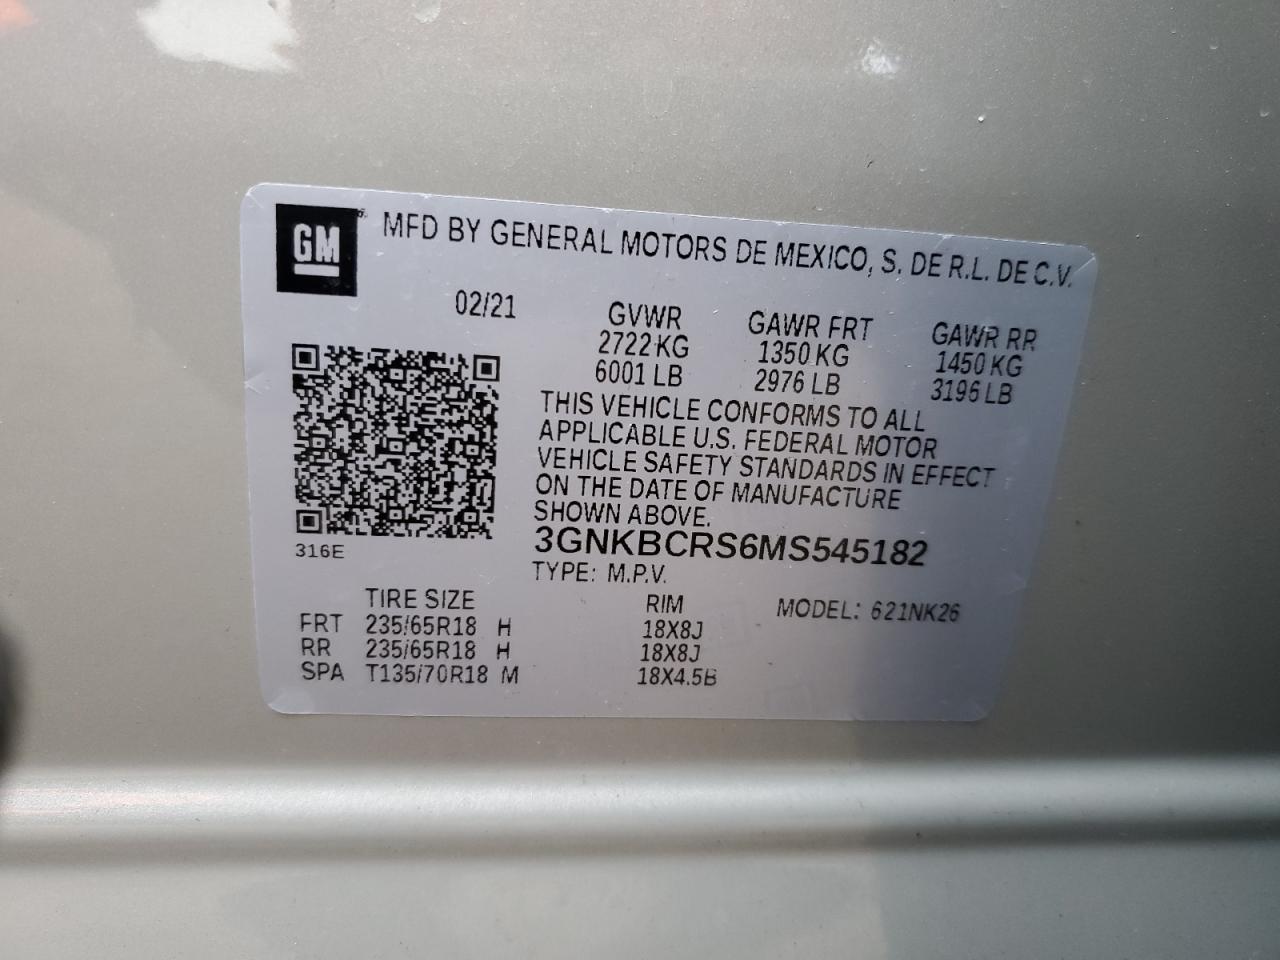 GM
MFD BY GENERAL MOTORS DE MEXICO, S. DE R.L. DE C.V.
02/21 GVWR GAWR FRT GAWR RR
2722 KG 1350 KG 1450 KG
6001 LB 2976 LB 3196 LB
THIS VEHICLE CONFORMS TO ALL
APPLICABLE U.S. FEDERAL MOTOR
VEHICLE SAFETY STANDARDS IN EFFECT
ON THE DATE OF MANUFACTURE
SHOWN ABOVE.
3GNKBCRS6MS545182
316E
TYPE: M.P.V.
TIRE SIZE RIM MODEL: 621NK26
FRT 235/65R18 H 18X8J
RR 235/65R18 H 18X8J
SPA T135/70R18 M 18X4.5B